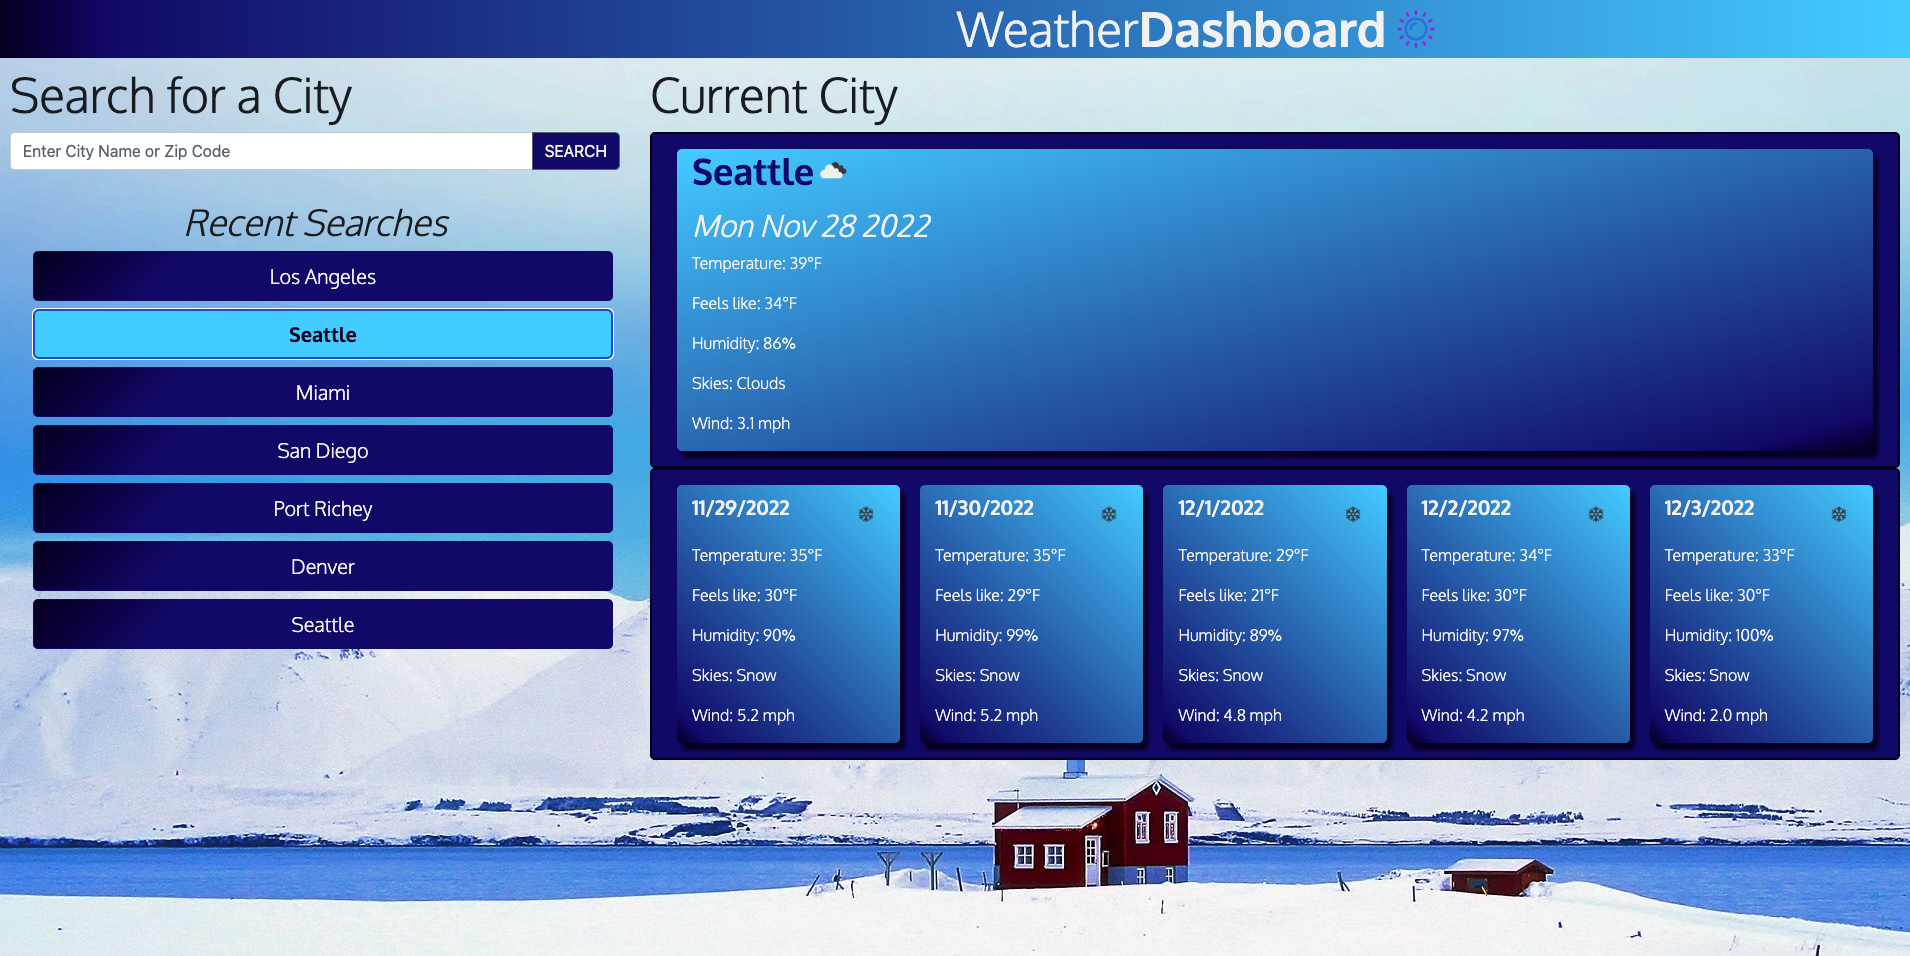 WeatherDashboard
Search for a City
Enter City Name or Zip Code
SEARCH
Recent Searches
Los Angeles
Seattle
Miami
San Diego
Port Richey
Denver
Seattle
Current City
Seattle
Mon Nov 28 2022
Temperature: 39°F
Feels like: 34°F
Humidity: 86%
Skies: Clouds
Wind: 3.1 mph
11/29/2022
Temperature: 35°F
Feels like: 30°F
Humidity: 90%
Skies: Snow
Wind: 5.2 mph
11/30/2022
Temperature: 35°F
Feels like: 29°F
Humidity: 99%
Skies: Snow
Wind: 5.2 mph
12/1/2022
Temperature: 29°F
Feels like: 21°F
Humidity: 89%
Skies: Snow
Wind: 4.8 mph
12/2/2022
Temperature: 34°F
Feels like: 30°F
Humidity: 97%
Skies: Snow
Wind: 4.2 mph
12/3/2022
Temperature: 33°F
Feels like: 30°F
Humidity: 100%
Skies: Snow
Wind: 2.0 mph